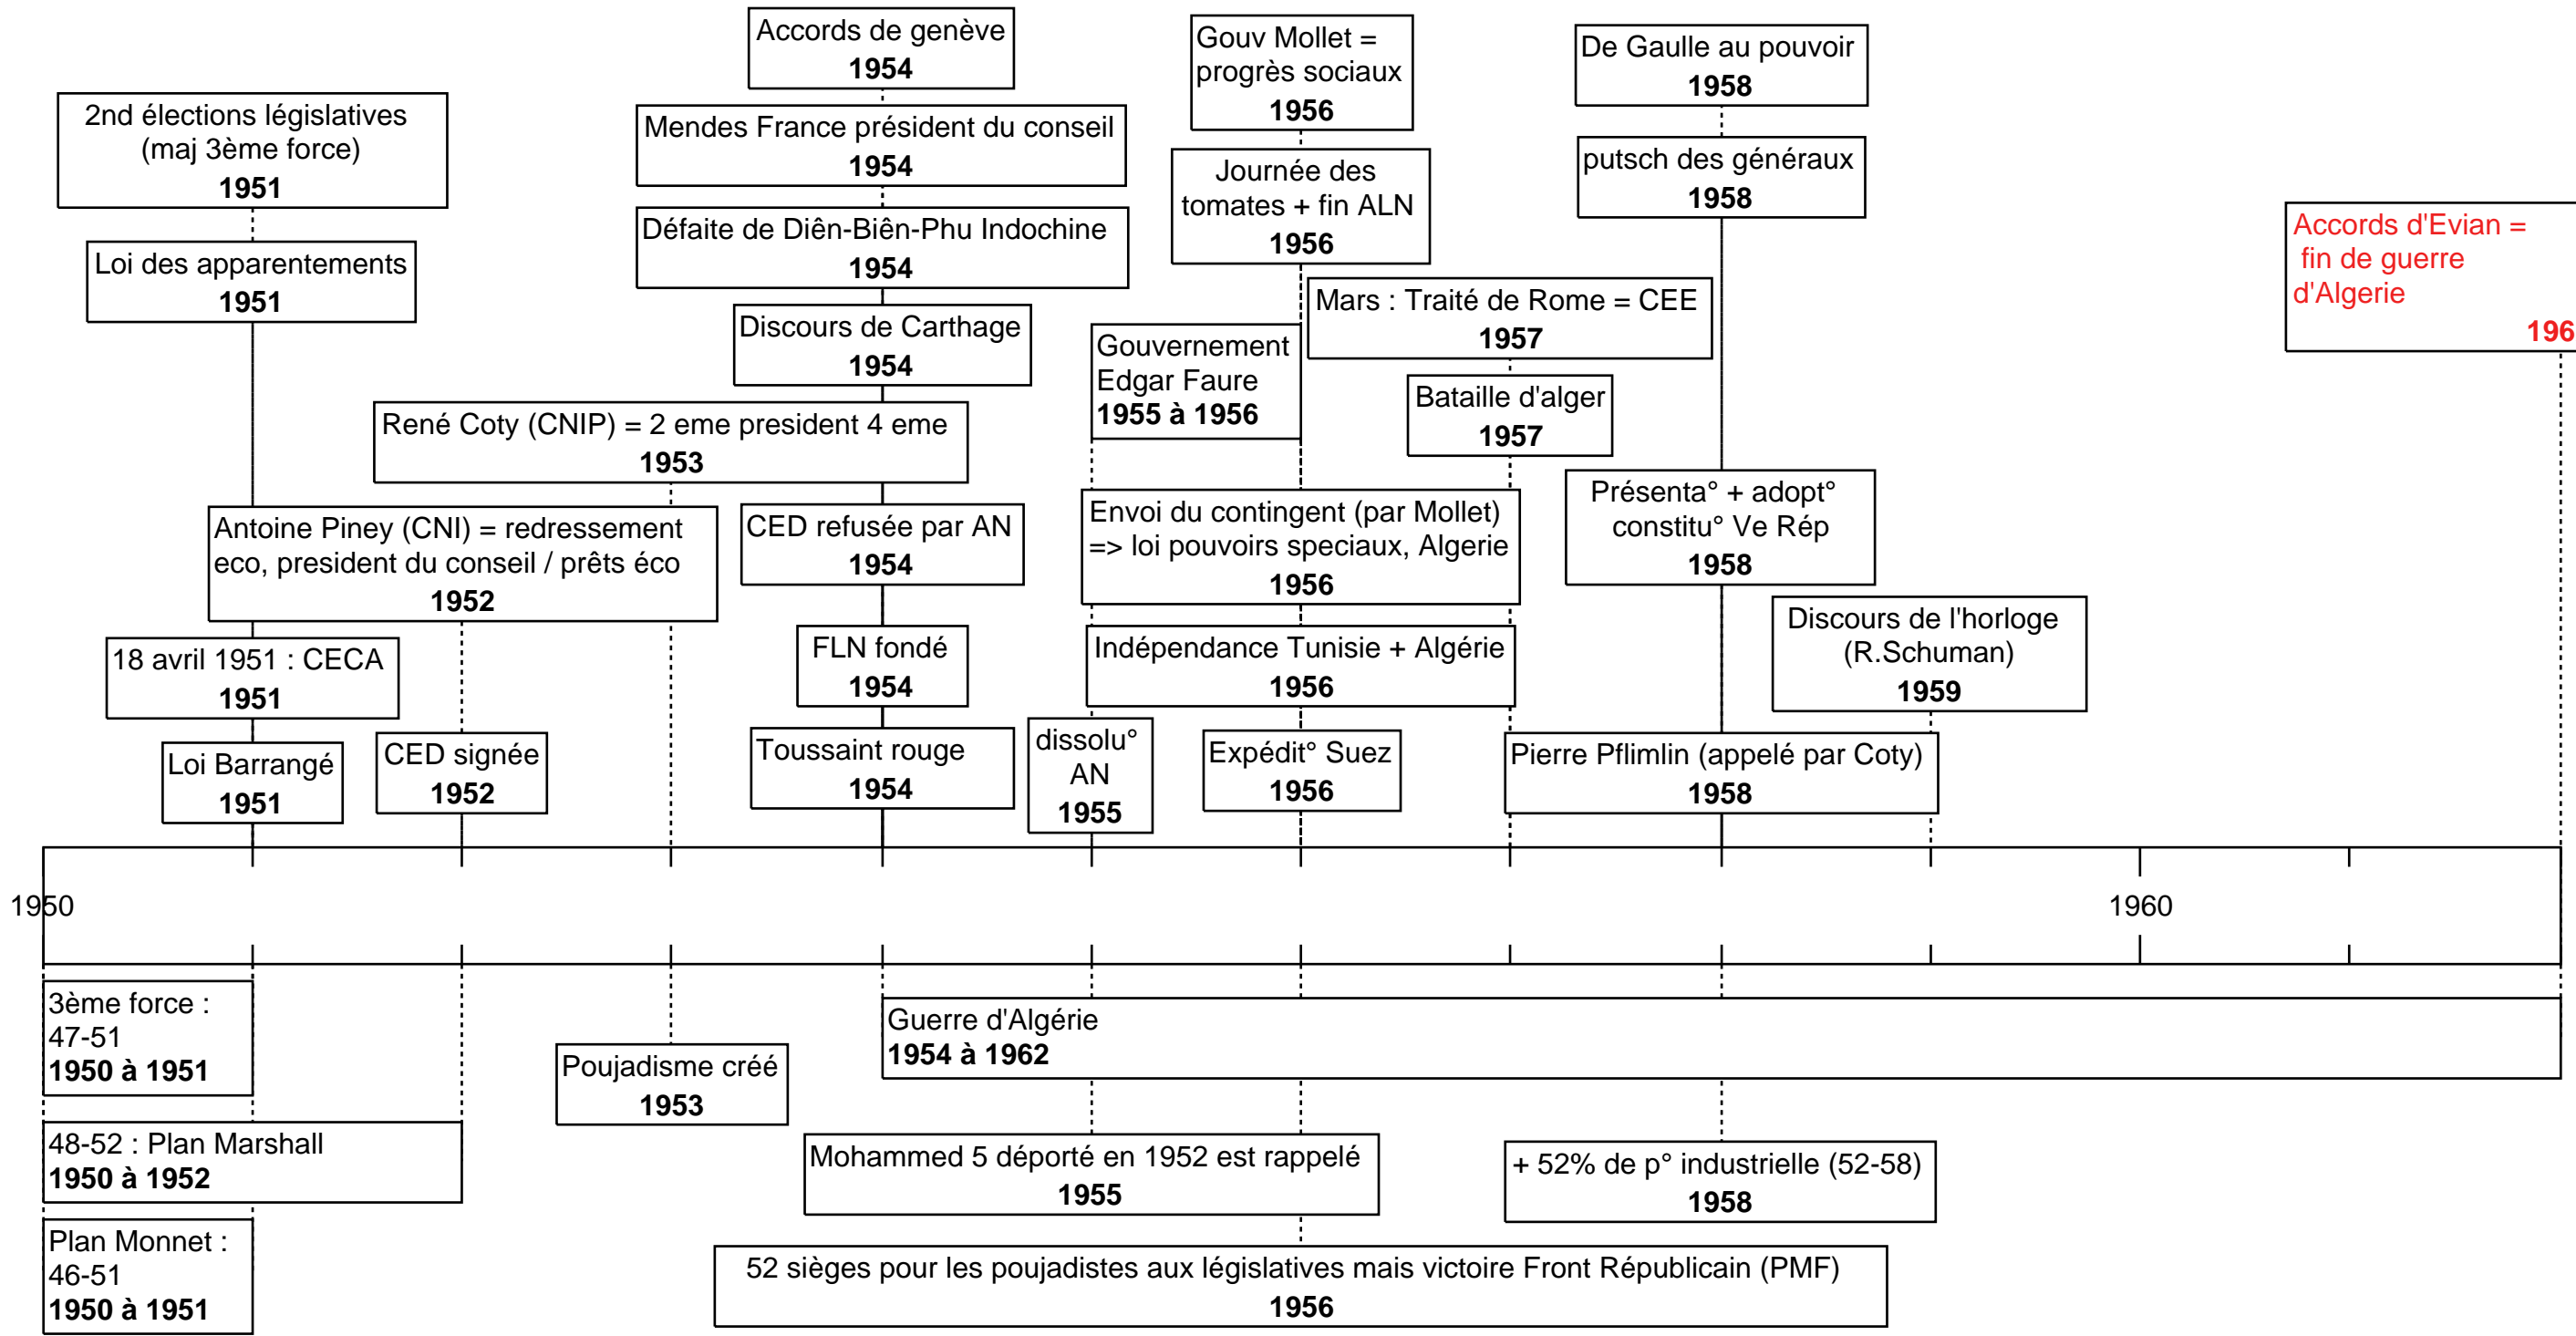 Accords de genève
1954
Gouv Mollet =
progrès sociaux
1956
De Gaulle au pouvoir
1958
2nd élections législatives
(maj 3ème force)
1951
Mendes France président du conseil
1954
Journée des
tomates + fin ALN
1956
putsch des généraux
1958
Accords d'Evian =
fin de guerre
d'Algerie
196
Loi des apparentements
1951
Défaite de Diên-Biên-Phu Indochine
1954
Discours de Carthage
1954
Mars : Traité de Rome = CEE
1957
Gouvernement
Edgar Faure
1955 à 1956
Bataille d'alger
1957
René Coty (CNIP) = 2 eme president 4 eme
1953
Antoine Piney (CNI) = redressement
eco, president du conseil / prêts éco
1952
CED refusée par AN
1954
Envoi du contingent (par Mollet)
=> loi pouvoirs speciaux, Algerie
1956
Présenta° + adopt°
constitu° Ve Rép
1958
18 avril 1951 : CECA
1951
FLN fondé
1954
Indépendance Tunisie + Algérie
1956
Discours de l'horloge
(R.Schuman)
1959
Loi Barrangé
1951
CED signée
1952
Toussaint rouge
1954
dissolu°
AN
1955
Expédit° Suez
1956
Pierre Pflimlin (appelé par Coty)
1958
1950
1960
3ème force :
47-51
1950 à 1951
Guerre d'Algérie
1954 à 1962
Poujadisme créé
1953
48-52 : Plan Marshall
1950 à 1952
Mohammed 5 déporté en 1952 est rappelé
1955
+ 52% de p° industrielle (52-58)
1958
Plan Monnet :
46-51
1950 à 1951
52 sièges pour les poujadistes aux législatives mais victoire Front Républicain (PMF)
1956